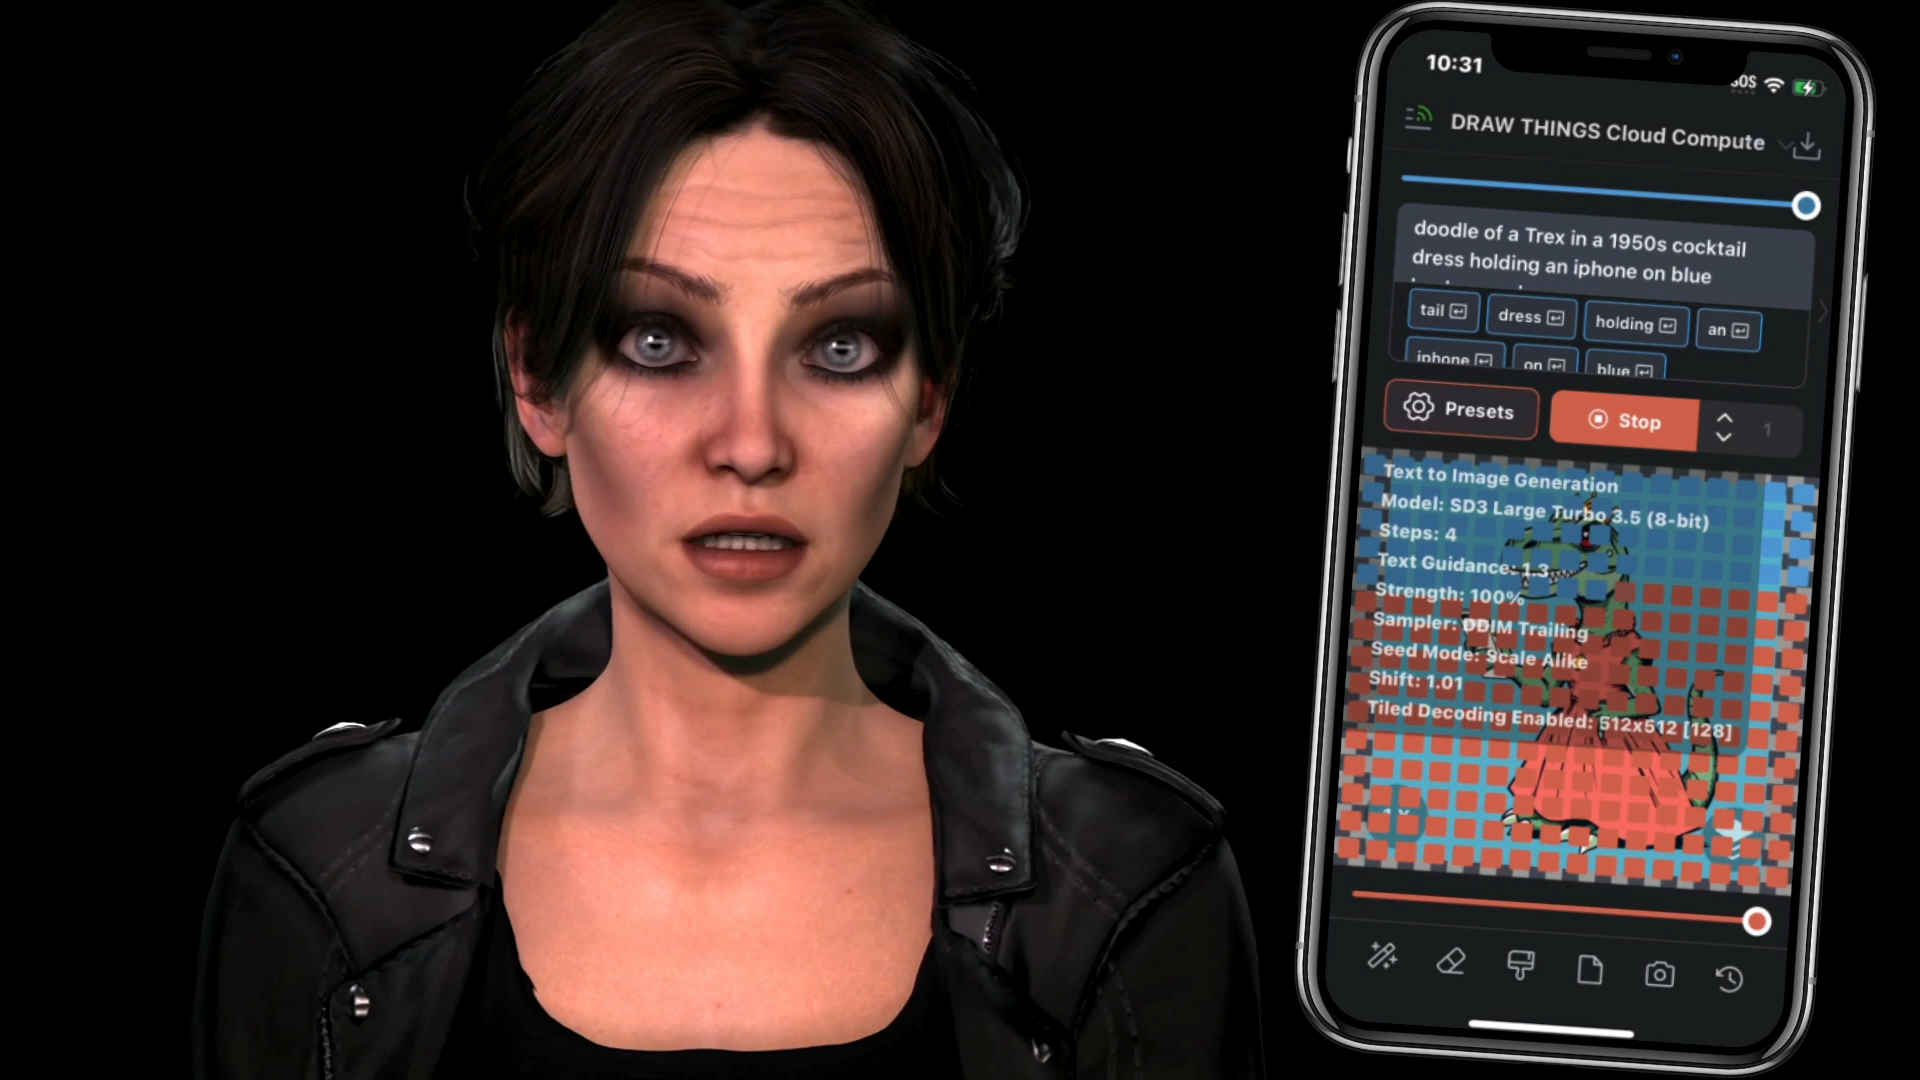 10:31
SOS
DRAW THINGS Cloud Compute
doodle of a Trex in a 1950s cocktail
dress holding an iphone on blue
tail dress holding an
iphone on blue
Presets
Stop
1
Text to Image Generation
Model: SD3 Large Turbo 3.5 (8-bit)
Steps: 4
Text Guidance: 1.3
Strength: 100%
Sampler: DDIM Trailing
Seed Mode: Scale Alike
Shift: 1.01
Tiled Decoding Enabled: 512x512 [128]